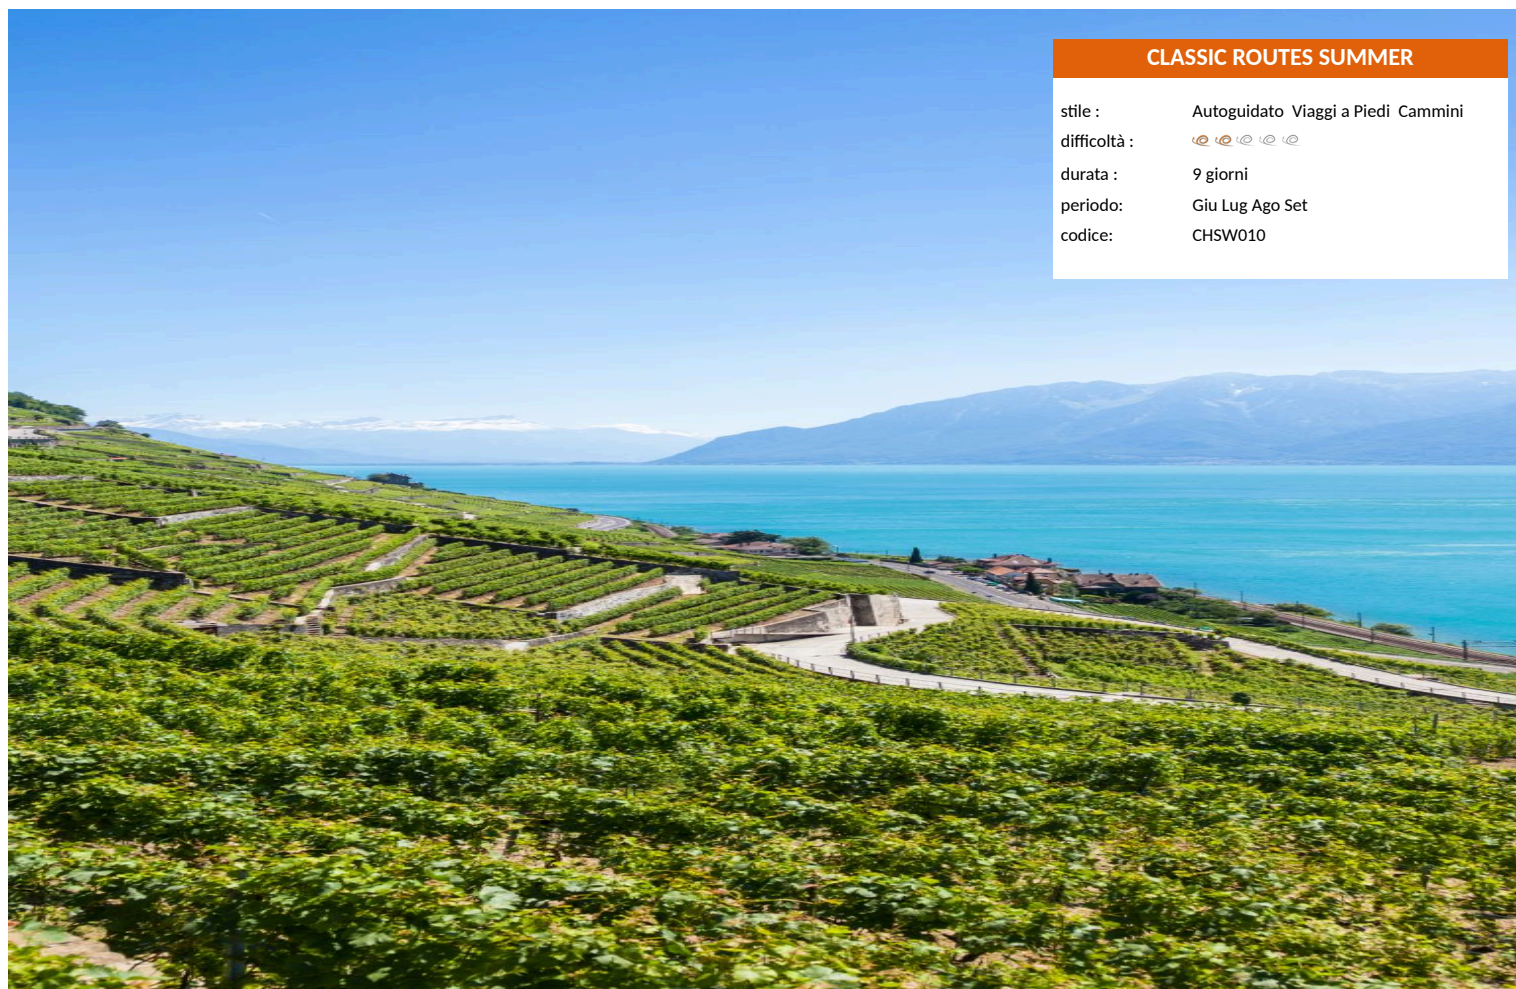 CLASSIC ROUTES SUMMER
stile : Autoguidato Viaggi a Piedi Cammini
difficoltà :
durata : 9 giorni
periodo: Giu Lug Ago Set
codice: CHSW010